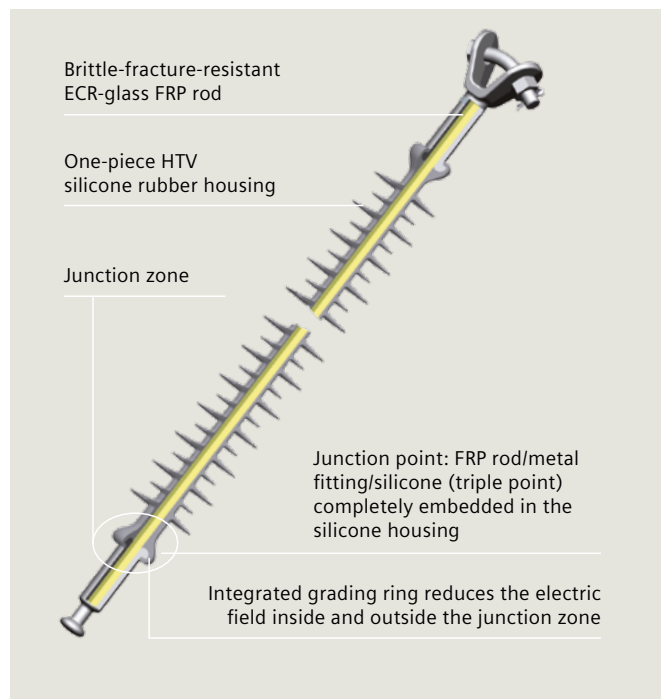 Brittle-fracture-resistant
ECR-glass FRP rod
One-piece HTV
silicone rubber housing
Junction zone
Junction point: FRP rod/metal
fitting/silicone (triple point)
completely embedded in the
silicone housing
Integrated grading ring reduces the electric
field inside and outside the junction zone